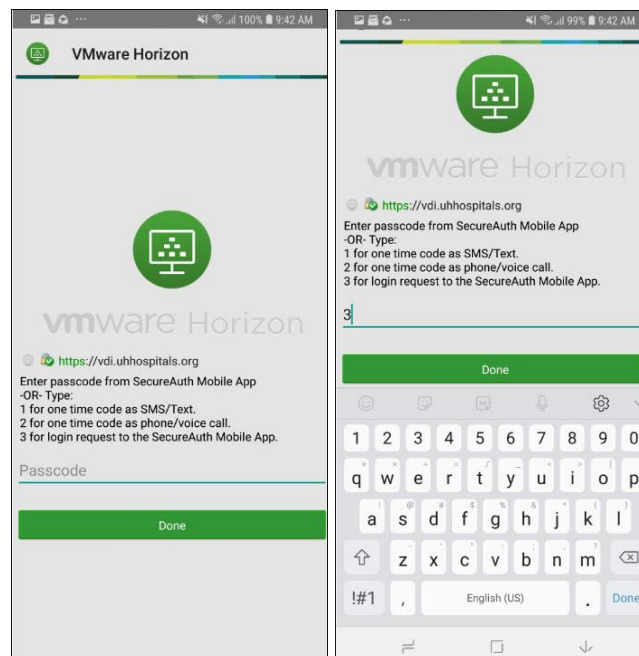 9:42 AM
100%
VMware Horizon
vmware Horizon
https://vdi.uhhospitals.org
Enter passcode from SecureAuth Mobile App
-OR- Type:
1 for one time code as SMS/Text.
2 for one time code as phone/voice call.
3 for login request to the SecureAuth Mobile App.
Passcode
Done
99%
9:42 AM
vmware Horizon
https://vdi.uhhospitals.org
Enter passcode from SecureAuth Mobile App
-OR- Type:
1 for one time code as SMS/Text.
2 for one time code as phone/voice call.
3 for login request to the SecureAuth Mobile App.
3
Done
1 2 3 4 5 6 7 8 9 0
q w e r t y u i o p
a s d f g h j k l
z x c v b n m
!#1 , English (US) . Done